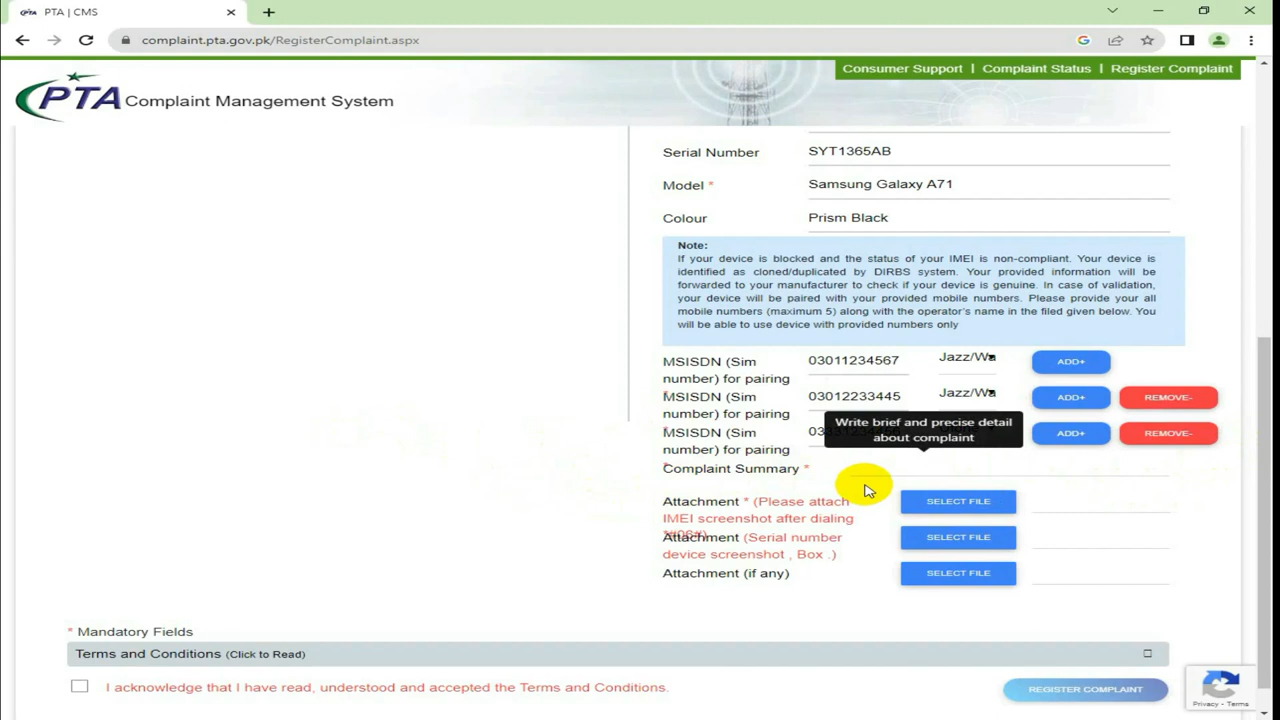 PTA | CMS
complaint.pta.gov.pk/RegisterComplaint.aspx
Consumer Support | Complaint Status | Register Complaint
PTA Complaint Management System
Serial Number SYT1365AB
Model * Samsung Galaxy A71
Colour Prism Black
Note:
If your device is blocked and the status of your IMEI is non-compliant. Your device is
identified as cloned/duplicated by DIRBS system. Your provided information will be
forwarded to your manufacturer to check if your device is genuine. In case of validation,
your device will be paired with your provided mobile numbers. Please provide your all
mobile numbers (maximum 5) along with the operator's name in the filed given below. You
will be able to use device with provided numbers only
MSISDN (Sim 03011234567 Jazz/Wa ADD+
number) for pairing
*
MSISDN (Sim 03012233445 Jazz/Wa ADD+ REMOVE-
number) for pairing
*
MSISDN (Sim ADD+ REMOVE-
number) for pairing
*
Write brief and precise detail
about complaint
Complaint Summary *
Attachment * (Please attach SELECT FILE
IMEI screenshot after dialing
*#06#)
Attachment (Serial number SELECT FILE
device screenshot , Box .)
Attachment (if any) SELECT FILE
* Mandatory Fields
Terms and Conditions (Click to Read)
I acknowledge that I have read, understood and accepted the Terms and Conditions.
REGISTER COMPLAINT
Privacy - Terms